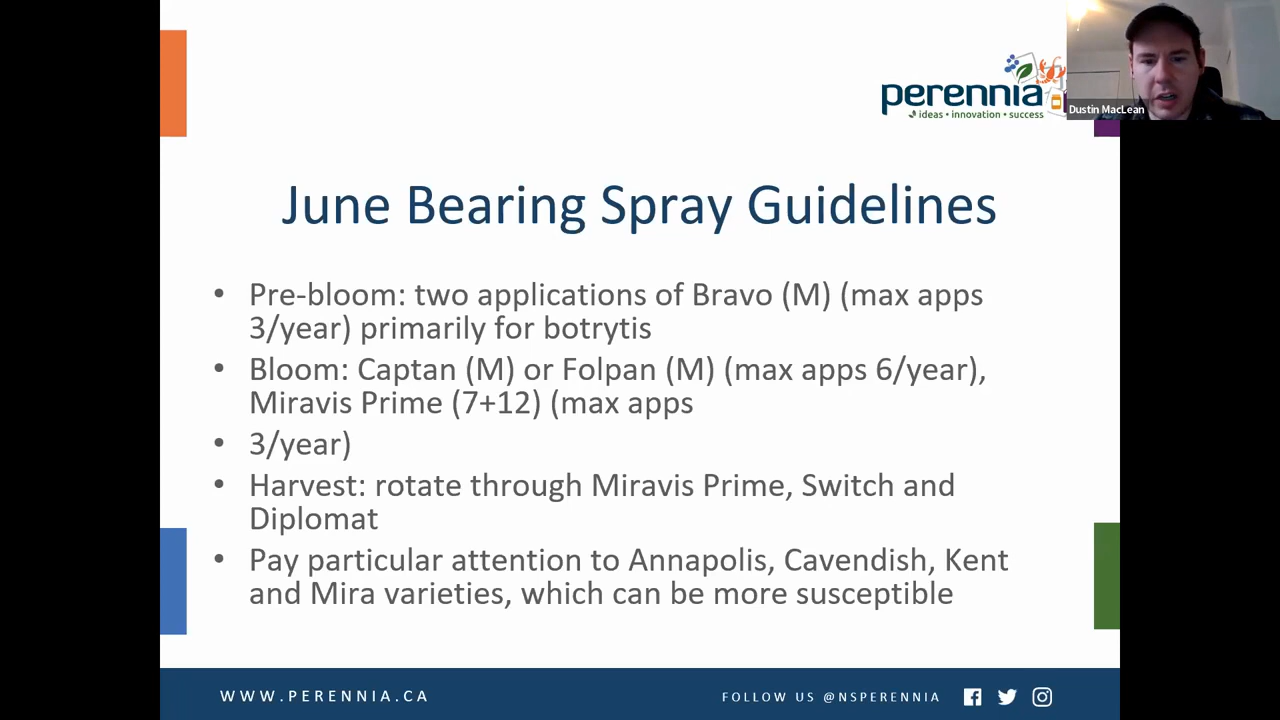 perennia
ideas • innovation • success
Dustin MacLean
June Bearing Spray Guidelines
• Pre-bloom: two applications of Bravo (M) (max apps
3/year) primarily for botrytis
• Bloom: Captan (M) or Folpan (M) (max apps 6/year),
Miravis Prime (7+12) (max apps
• 3/year)
• Harvest: rotate through Miravis Prime, Switch and
Diplomat
• Pay particular attention to Annapolis, Cavendish, Kent
and Mira varieties, which can be more susceptible
WWW.PERENNIA.CA
FOLLOW US @NSPERENNIA